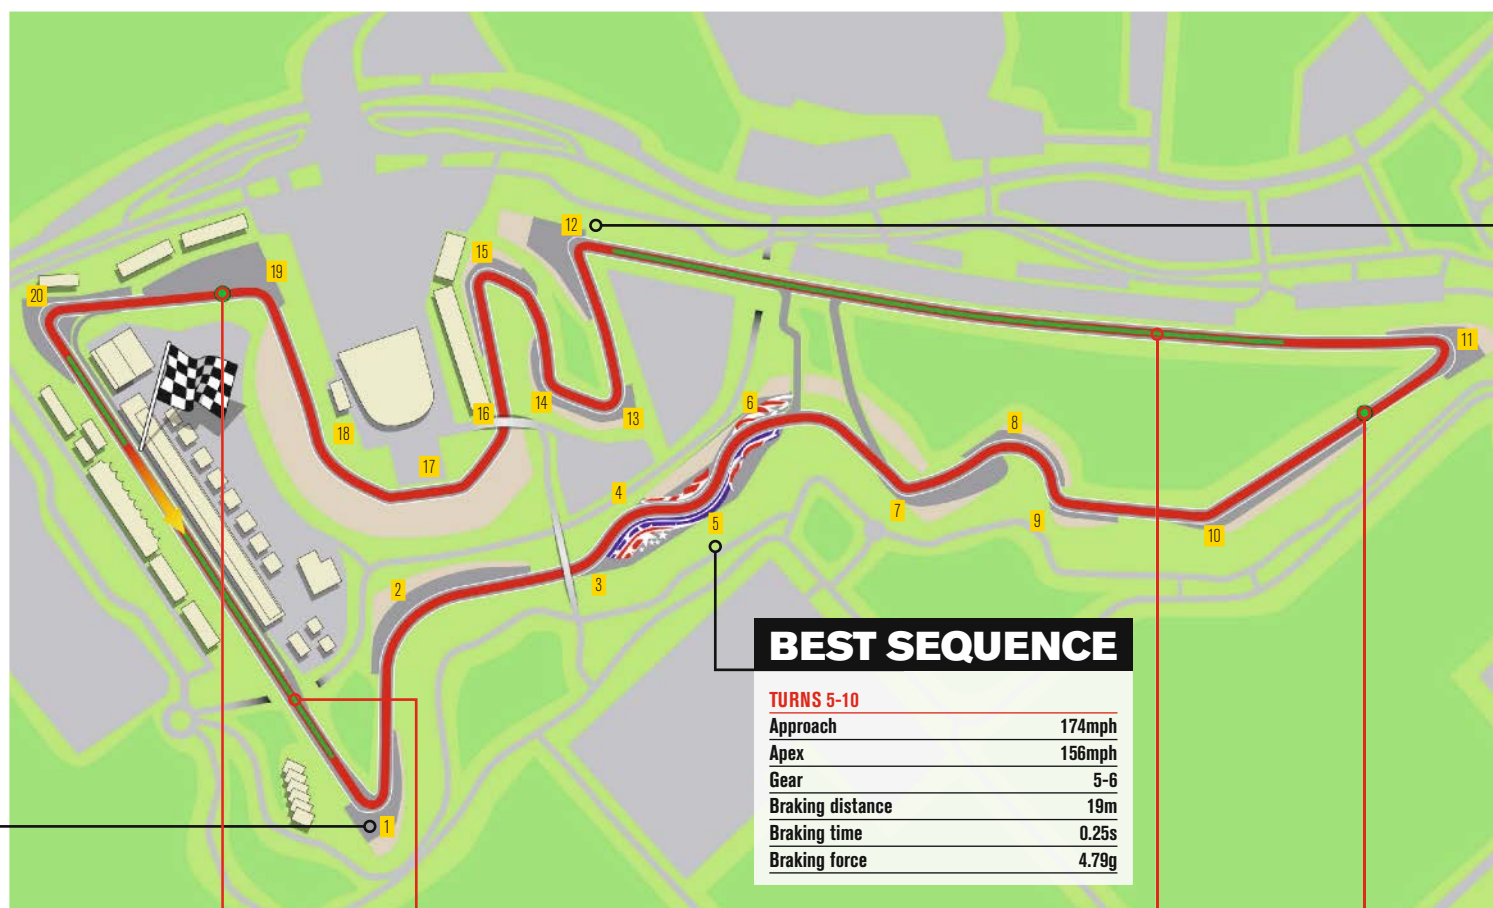 12
15
19
20
11
6
14
16
13
8
18
17
4
7
5
9
10
2
3
1
BEST SEQUENCE
TURNS 5-10
Approach 174mph
Apex 156mph
Gear 5-6
Braking distance 19m
Braking time 0.25s
Braking force 4.79g